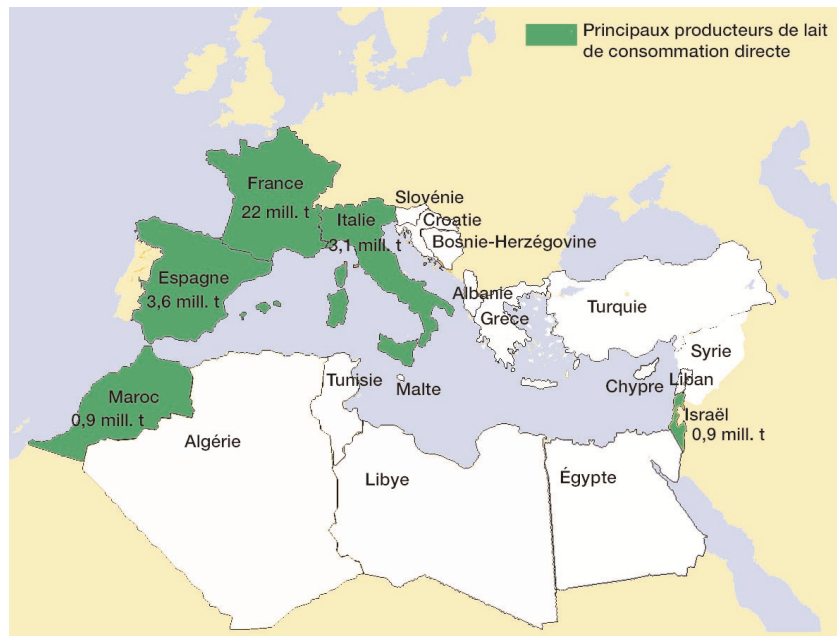 Principaux producteurs de lait
de consommation directe
France
22 mill. t
Slovénie
Italie
Croatie
3,1 mill. t
Bosnie-Herzégovine
Espagne
3,6 mill. t
Albanie
Grèce
Turquie
Syrie
Maroc
0,9 mill. t
Tunisie
Malte
Chypre
Liban
Israël
0,9 mill. t
Algérie
Libye
Égypte